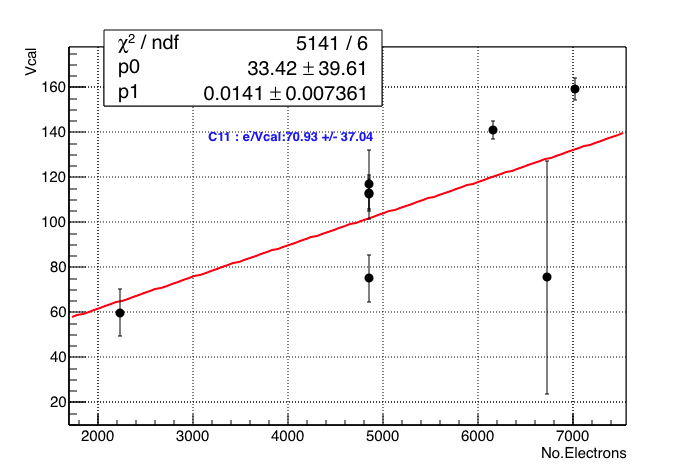 χ² / ndf 5141 / 6
p0 33.42 ± 39.61
p1 0.0141 ± 0.007361
Vcal
C11 : e/Vcal:70.93 +/- 37.04
160
140
120
100
80
60
40
20
2000 3000 4000 5000 6000 7000
No.Electrons